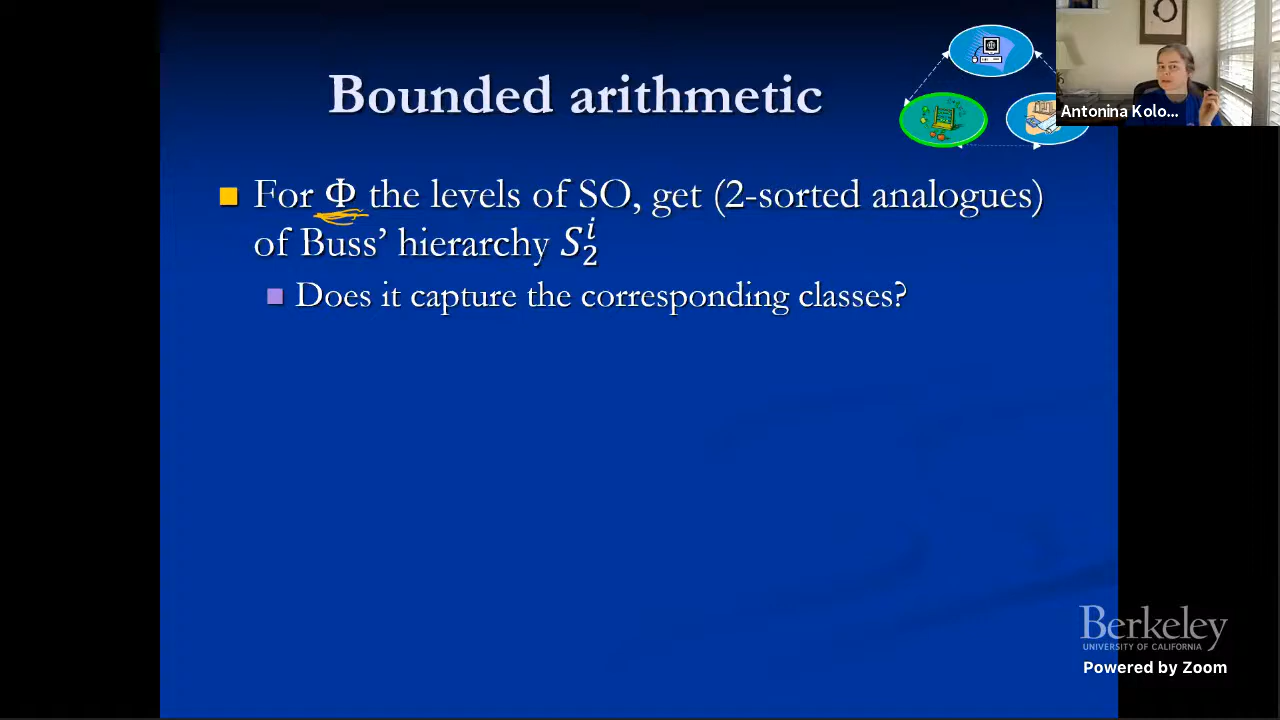 Bounded arithmetic
Antonina Kolo...
For Φ the levels of SO, get (2-sorted analogues)
of Buss’ hierarchy $S_2^i$
Does it capture the corresponding classes?
Berkeley
UNIVERSITY OF CALIFORNIA
Powered by Zoom